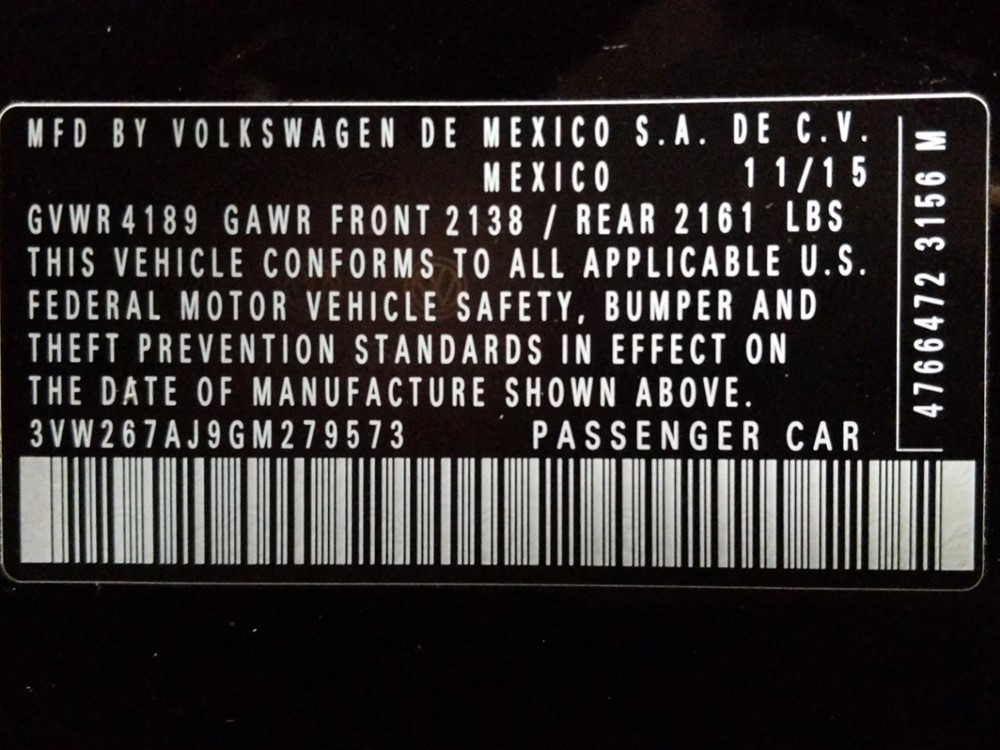 MFD BY VOLKSWAGEN DE MEXICO S.A. DE C.V.
MEXICO 11/15
GVWR 4189 GAWR FRONT 2138 / REAR 2161 LBS
THIS VEHICLE CONFORMS TO ALL APPLICABLE U.S.
FEDERAL MOTOR VEHICLE SAFETY, BUMPER AND
THEFT PREVENTION STANDARDS IN EFFECT ON
THE DATE OF MANUFACTURE SHOWN ABOVE.
3VW267AJ9GM279573 PASSENGER CAR
4766472 3156 M